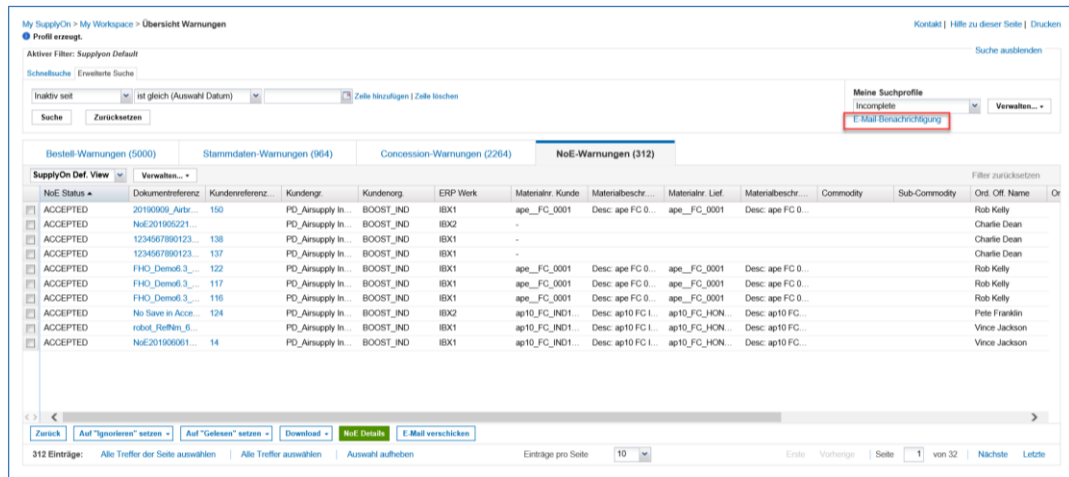 My SupplyOn > My Workspace > Übersicht Warnungen
Kontakt | Hilfe zu dieser Seite | Drucken
Profil erzeugt.
Aktiver Filter: Supplyon Default
Suche ausblenden
Schnellsuche Erweiterte Suche
Inaktiv seit ist gleich (Auswahl Datum) Zeile hinzufügen | Zeile löschen
Meine Suchprofile
Incomplete Verwalten...
Suche Zurücksetzen
E-Mail-Benachrichtigung
Bestell-Warnungen (5000) Stammdaten-Warnungen (964) Concession-Warnungen (2264) NoE-Warnungen (312)
SupplyOn Def. View Verwalten... Filter zurücksetzen
NoE Status Dokumentreferenz Kundenreferenz... Kundengr. Kundenorg. ERP Werk Materialnr. Kunde Materialbeschr.... Materialnr. Lief. Materialbeschr.... Commodity Sub-Commodity Ord. Off. Name Or
ACCEPTED 20190909_Airbr... 150 PD_Airsupply In... BOOST_IND IBX1 ape__FC_0001 Desc: ape FC 0... ape__FC_0001 Desc: ape FC 0... Rob Kelly
ACCEPTED NoE201905221... PD_Airsupply In... BOOST_IND IBX2 - Charlie Dean
ACCEPTED 1234567890123... 138 PD_Airsupply In... BOOST_IND IBX1 - Charlie Dean
ACCEPTED 1234567890123... 137 PD_Airsupply In... BOOST_IND IBX1 - Charlie Dean
ACCEPTED FHO_Demo6.3_... 122 PD_Airsupply In... BOOST_IND IBX1 ape__FC_0001 Desc: ape FC 0... ape__FC_0001 Desc: ape FC 0... Rob Kelly
ACCEPTED FHO_Demo6.3_... 117 PD_Airsupply In... BOOST_IND IBX1 ape__FC_0001 Desc: ape FC 0... ape__FC_0001 Desc: ape FC 0... Rob Kelly
ACCEPTED FHO_Demo6.3_... 116 PD_Airsupply In... BOOST_IND IBX1 ape__FC_0001 Desc: ape FC 0... ape__FC_0001 Desc: ape FC 0... Rob Kelly
ACCEPTED No Save in Acce... 124 PD_Airsupply In... BOOST_IND IBX2 ap10_FC_IND1... Desc: ap10 FC I... ap10_FC_HON... Desc: ap10 FC... Pete Franklin
ACCEPTED robot_RefNm_6... PD_Airsupply In... BOOST_IND IBX1 ap10_FC_IND1... Desc: ap10 FC I... ap10_FC_HON... Desc: ap10 FC... Vince Jackson
ACCEPTED NoE201906061... 14 PD_Airsupply In... BOOST_IND IBX1 ap10_FC_IND1... Desc: ap10 FC I... ap10_FC_HON... Desc: ap10 FC... Vince Jackson
Zurück Auf "Ignorieren" setzen Auf "Gelesen" setzen Download NoE Details E-Mail verschicken
312 Einträge: Alle Treffer der Seite auswählen | Alle Treffer auswählen | Auswahl aufheben Einträge pro Seite 10 Erste Vorherige | Seite 1 von 32 | Nächste Letzte